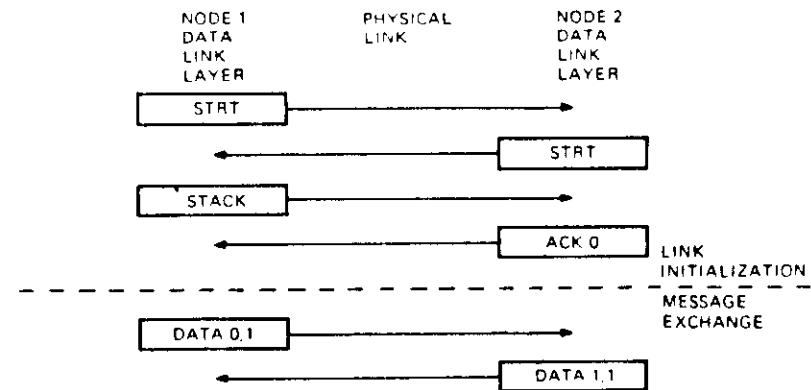 NODE 1
DATA
LINK
LAYER
PHYSICAL
LINK
NODE 2
DATA
LINK
LAYER
STRT
STRT
STACK
ACK 0
LINK
INITIALIZATION
MESSAGE
EXCHANGE
DATA 0,1
DATA 1,1